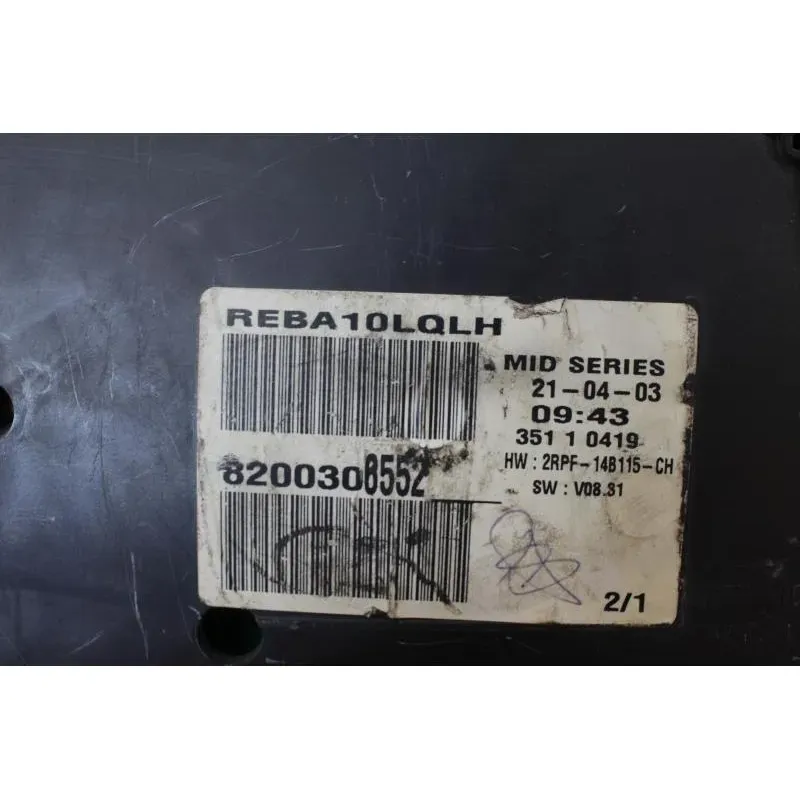 REBA10LQLH
MID SERIES
21-04-03
09:43
351 1 0419
8200306552
HW : 2RPF-14B115-CH
SW : V08.31
2/1